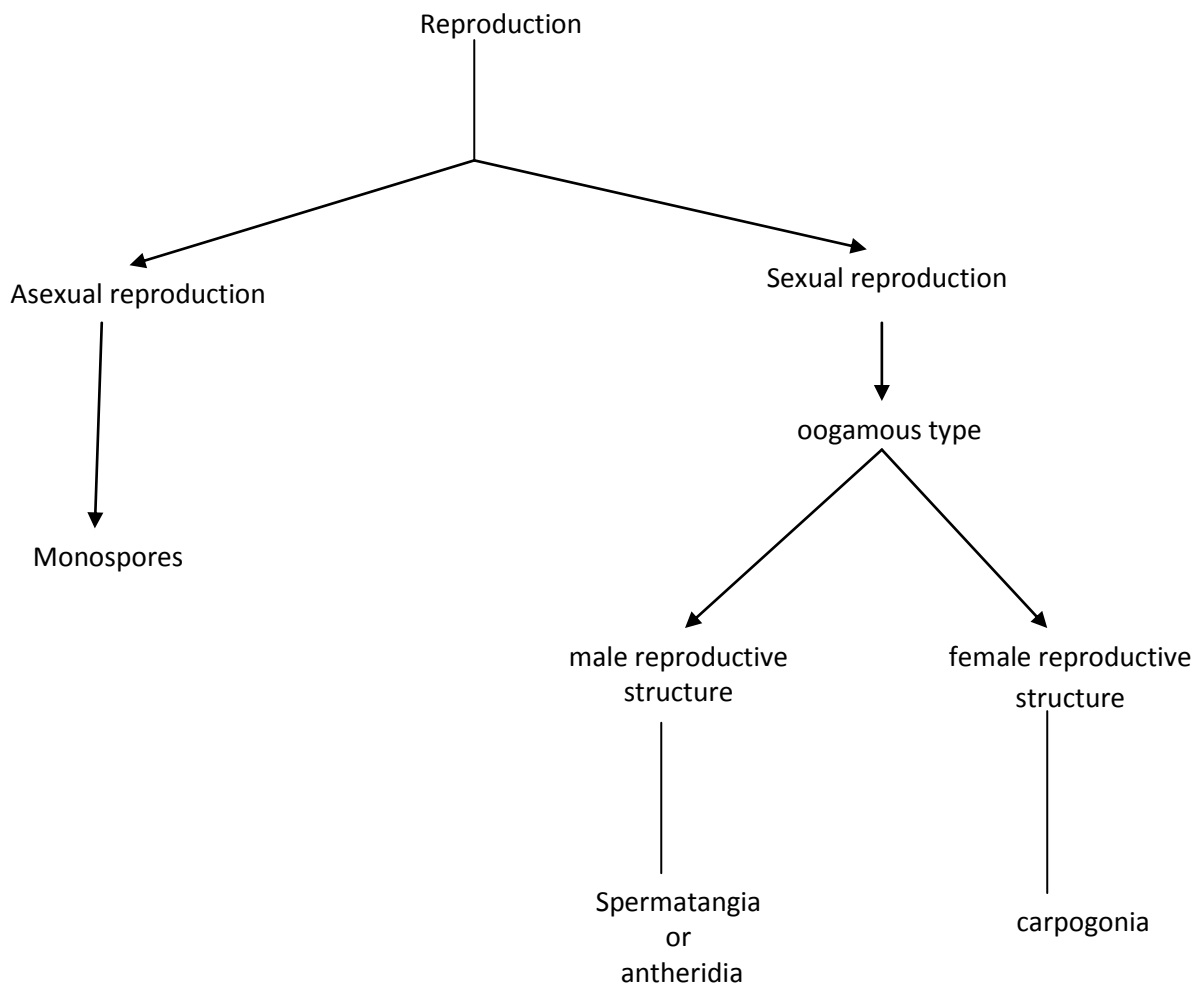 Reproduction
Asexual reproduction
Sexual reproduction
oogamous type
Monospores
male reproductive
structure
female reproductive
structure
Spermatangia
or
antheridia
carpogonia